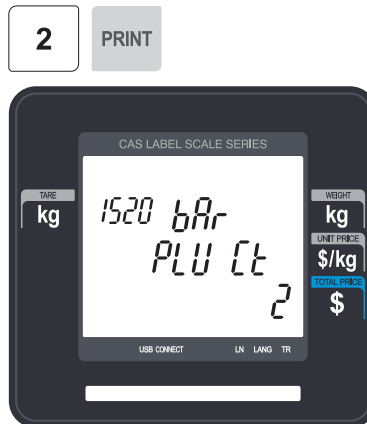 2 PRINT
CAS LABEL SCALE SERIES
TARE
kg
1520 bAr
PLU Ct
2
WEIGHT
kg
UNIT PRICE
$/kg
TOTAL PRICE
$
USB CONNECT LN LANG TR